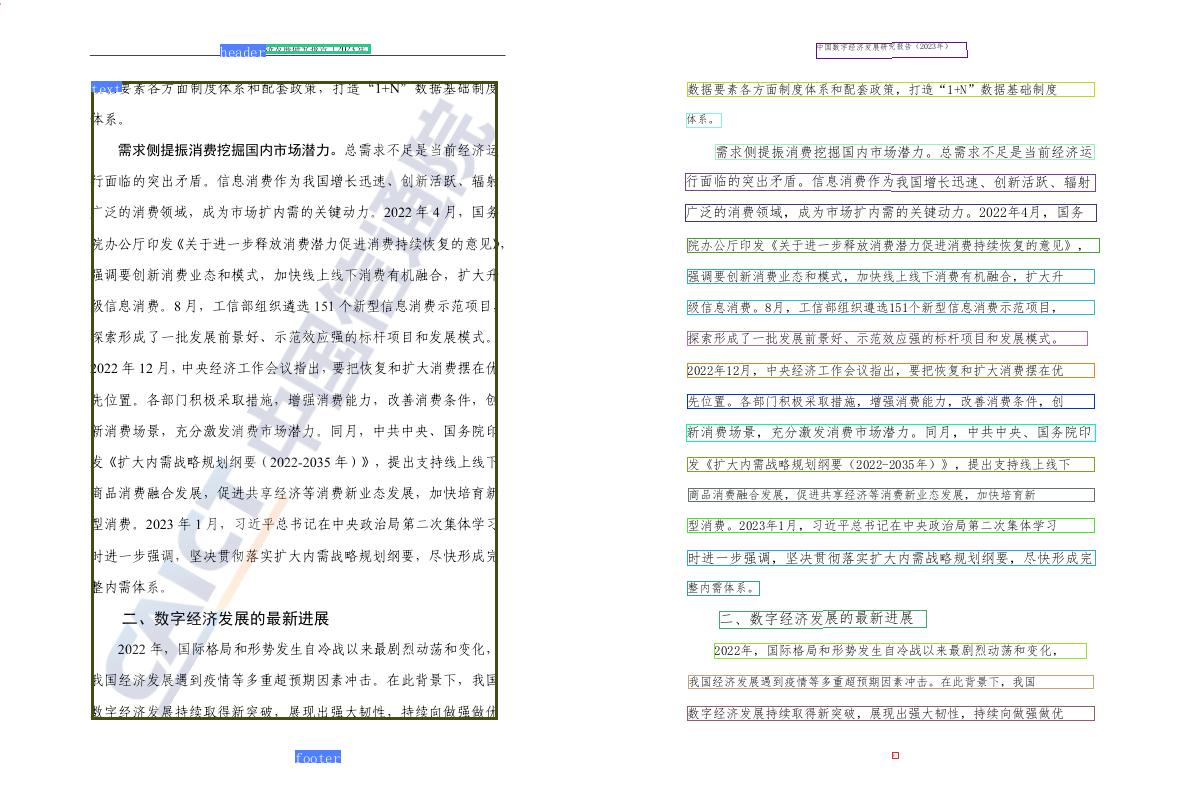 header
text要素各方面制度体系和配套政策，打造“1+N”数据基础制度
体系。
需求侧提振消费挖掘国内市场潜力。总需求不足是当前经济运
行面临的突出矛盾。信息消费作为我国增长迅速、创新活跃、辐射
广泛的消费领域，成为市场扩内需的关键动力。2022 年 4 月，国务
院办公厅印发《关于进一步释放消费潜力促进消费持续恢复的意见》，
强调要创新消费业态和模式，加快线上线下消费有机融合，扩大升
级信息消费。8 月，工信部组织遴选 151 个新型信息消费示范项目，
探索形成了一批发展前景好、示范效应强的标杆项目和发展模式。
2022 年 12 月，中央经济工作会议指出，要把恢复和扩大消费摆在优
先位置。各部门积极采取措施，增强消费能力，改善消费条件，创
新消费场景，充分激发消费市场潜力。同月，中共中央、国务院印
发《扩大内需战略规划纲要（2022-2035 年）》，提出支持线上线下
商品消费融合发展，促进共享经济等消费新业态发展，加快培育新
型消费。2023 年 1 月，习近平总书记在中央政治局第二次集体学习
时进一步强调，坚决贯彻落实扩大内需战略规划纲要，尽快形成完
整内需体系。
二、数字经济发展的最新进展
2022 年，国际格局和形势发生自冷战以来最剧烈动荡和变化，
我国经济发展遇到疫情等多重超预期因素冲击。在此背景下，我国
数字经济发展持续取得新突破，展现出强大韧性，持续向做强做优
footer
CAICT 中国信通院
中国数字经济发展研究报告（2023年）
数据要素各方面制度体系和配套政策，打造“1+N”数据基础制度
体系。
需求侧提振消费挖掘国内市场潜力。总需求不足是当前经济运
行面临的突出矛盾。信息消费作为我国增长迅速、创新活跃、辐射
广泛的消费领域，成为市场扩内需的关键动力。2022年4月，国务
院办公厅印发《关于进一步释放消费潜力促进消费持续恢复的意见》，
强调要创新消费业态和模式，加快线上线下消费有机融合，扩大升
级信息消费。8月，工信部组织遴选151个新型信息消费示范项目，
探索形成了一批发展前景好、示范效应强的标杆项目和发展模式。
2022年12月，中央经济工作会议指出，要把恢复和扩大消费摆在优
先位置。各部门积极采取措施，增强消费能力，改善消费条件，创
新消费场景，充分激发消费市场潜力。同月，中共中央、国务院印
发《扩大内需战略规划纲要（2022-2035年）》，提出支持线上线下
商品消费融合发展，促进共享经济等消费新业态发展，加快培育新
型消费。2023年1月，习近平总书记在中央政治局第二次集体学习
时进一步强调，坚决贯彻落实扩大内需战略规划纲要，尽快形成完
整内需体系。
二、数字经济发展的最新进展
2022年，国际格局和形势发生自冷战以来最剧烈动荡和变化，
我国经济发展遇到疫情等多重超预期因素冲击。在此背景下，我国
数字经济发展持续取得新突破，展现出强大韧性，持续向做强做优